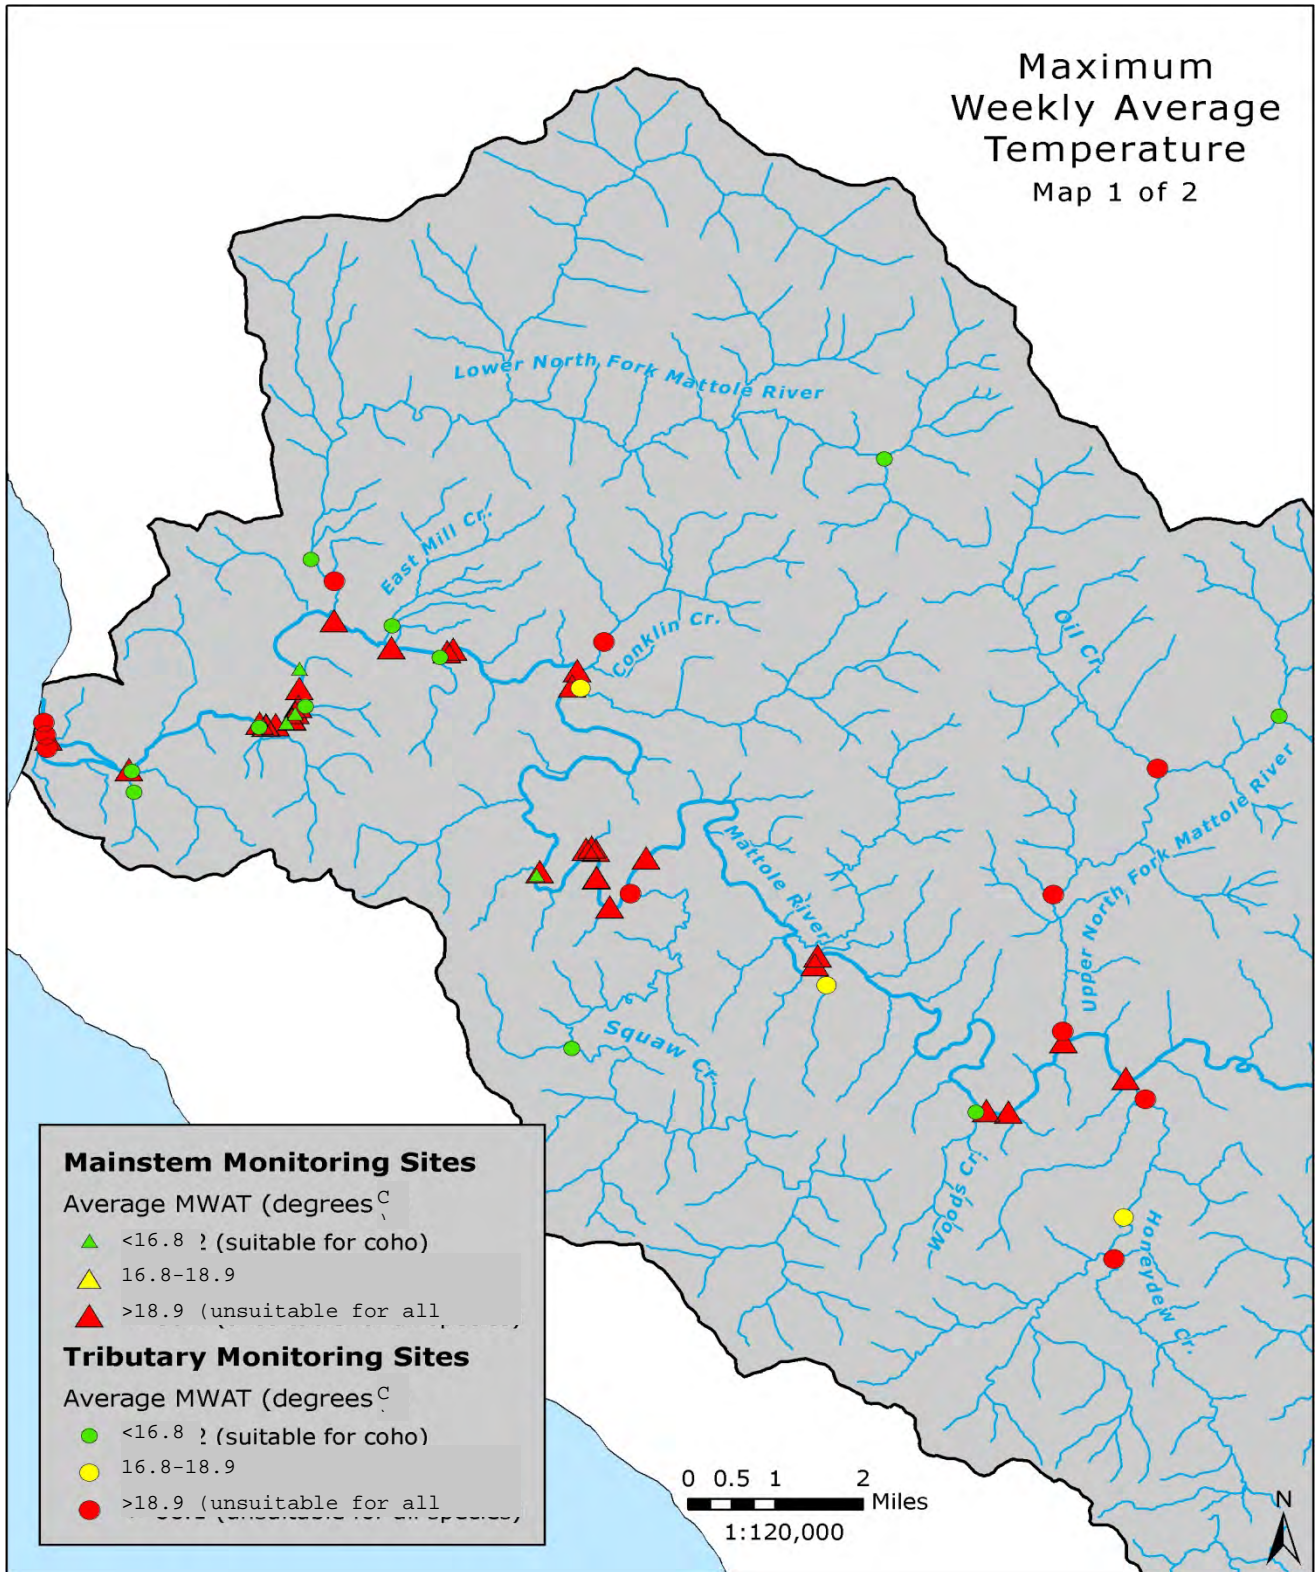 Maximum
Weekly Average
Temperature
Map 1 of 2
Lower North Fork Mattole River
East Mill Cr.
Conklin Cr.
Oil Cr.
Upper North Fork Mattole River
Mattole River
Squaw Cr.
Woods Cr.
Honeydew Cr.
Mainstem Monitoring Sites
Average MWAT (degrees C
<16.8 (suitable for coho)
16.8-18.9
>18.9 (unsuitable for all
Tributary Monitoring Sites
Average MWAT (degrees C
<16.8 (suitable for coho)
16.8-18.9
>18.9 (unsuitable for all
0 0.5 1 2
Miles
1:120,000
N